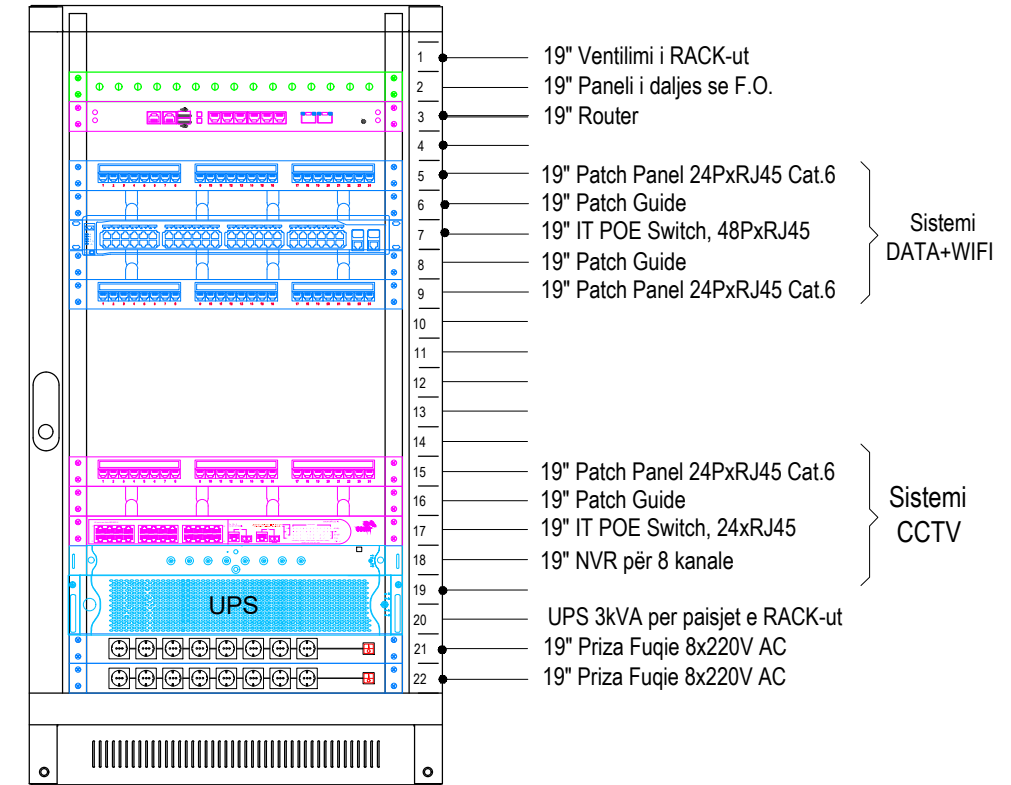 1 19" Ventilimi i RACK-ut
2 19" Paneli i daljes se F.O.
3 19" Router
4
5 19" Patch Panel 24PxRJ45 Cat.6
6 19" Patch Guide
7 19" IT POE Switch, 48PxRJ45
8 19" Patch Guide
9 19" Patch Panel 24PxRJ45 Cat.6
Sistemi
DATA+WIFI
10
11
12
13
14
15 19" Patch Panel 24PxRJ45 Cat.6
16 19" Patch Guide
17 19" IT POE Switch, 24xRJ45
18 19" NVR për 8 kanale
Sistemi
CCTV
19
UPS
20 UPS 3kVA per paisjet e RACK-ut
21 19" Priza Fuqie 8x220V AC
22 19" Priza Fuqie 8x220V AC